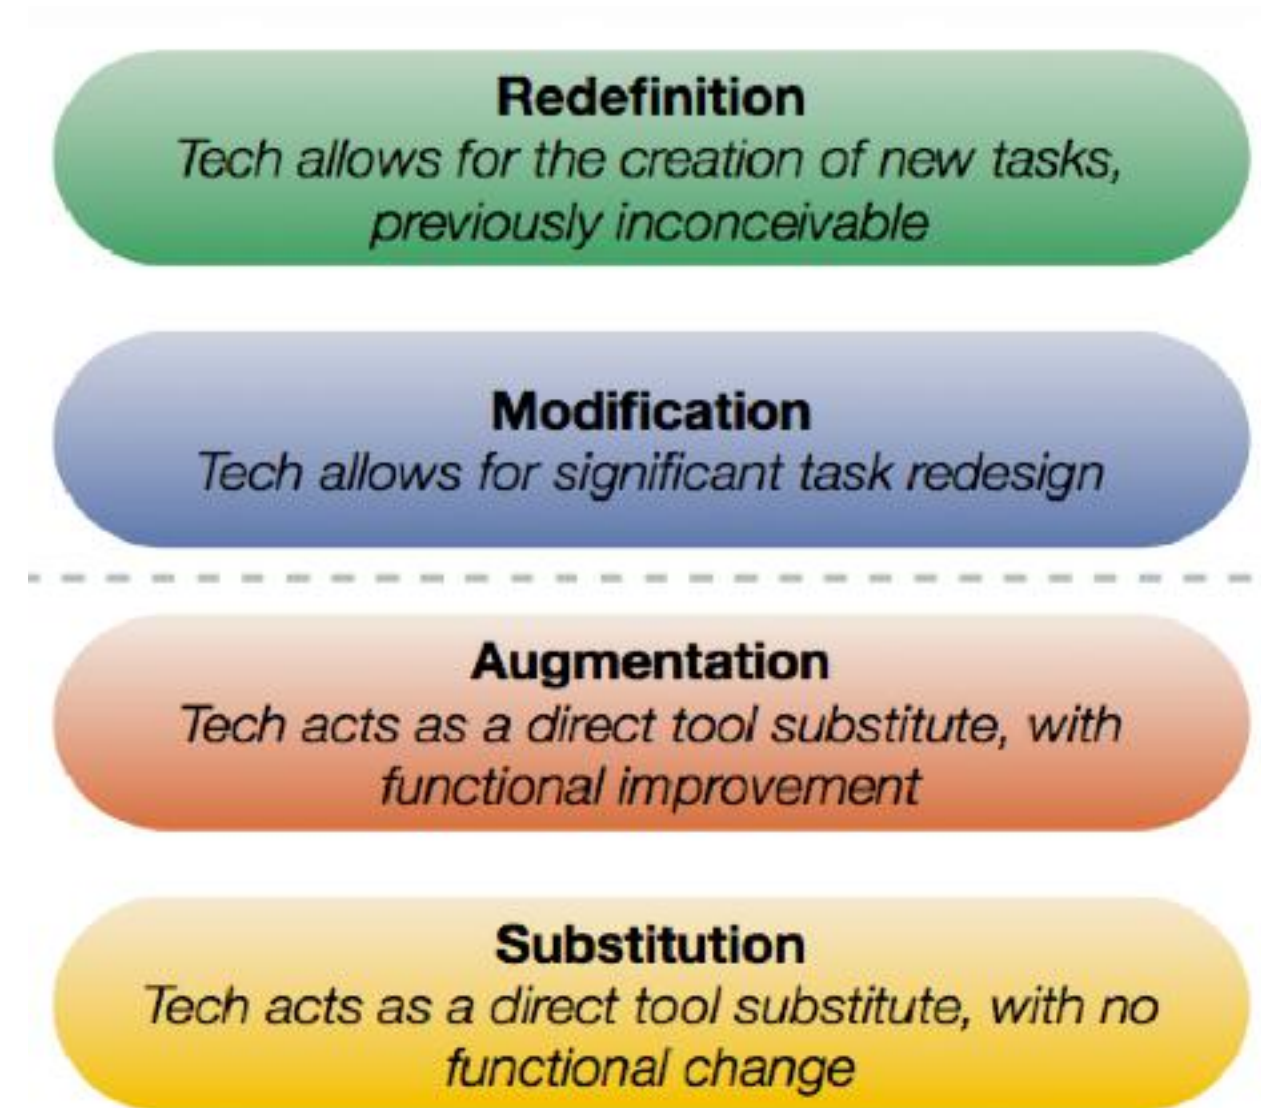 Redefinition
Tech allows for the creation of new tasks,
previously inconceivable
Modification
Tech allows for significant task redesign
Augmentation
Tech acts as a direct tool substitute, with
functional improvement
Substitution
Tech acts as a direct tool substitute, with no
functional change